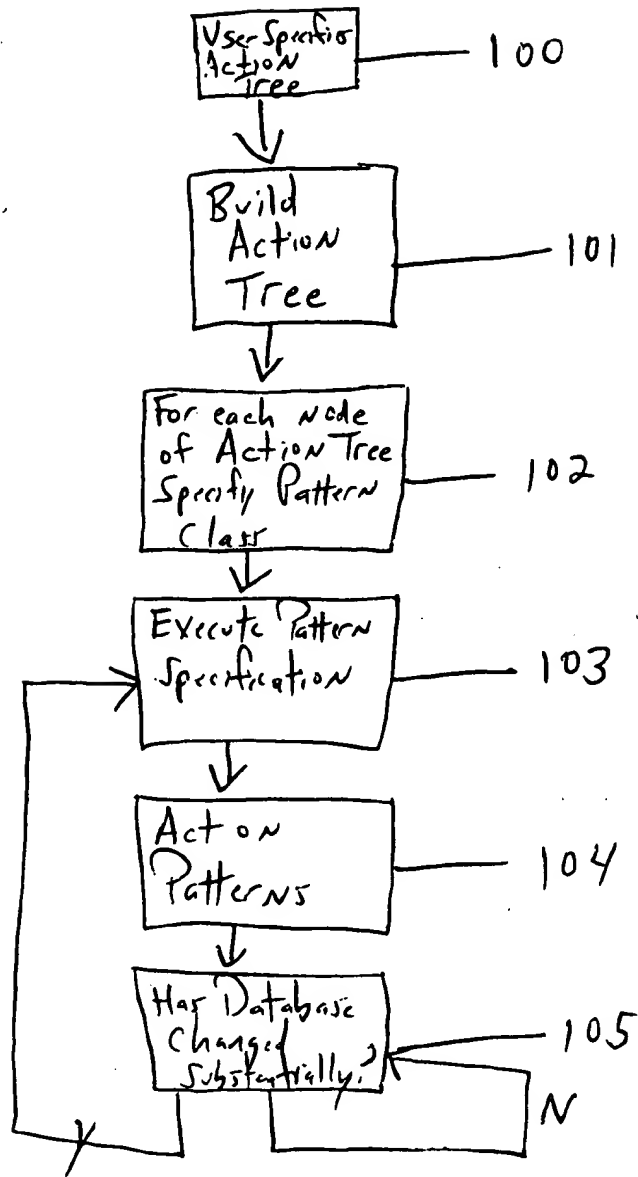 User Specifies
Action
Tree
100
Build
Action
Tree
101
For each Node
of Action Tree
Specify Pattern
Class
102
Execute Pattern
Specification
103
Act on
Patterns
104
Has Database
Changed
Substantially?
105
N
Y